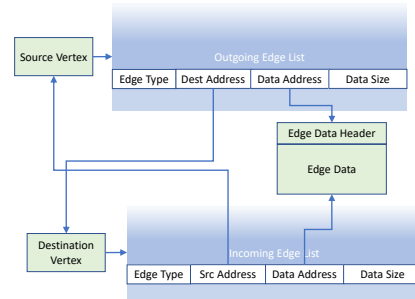 Outgoing Edge List
Source Vertex
Edge Type Dest Address Data Address Data Size
Edge Data Header
Edge Data
Destination
Vertex
Incoming Edge List
Edge Type Src Address Data Address Data Size